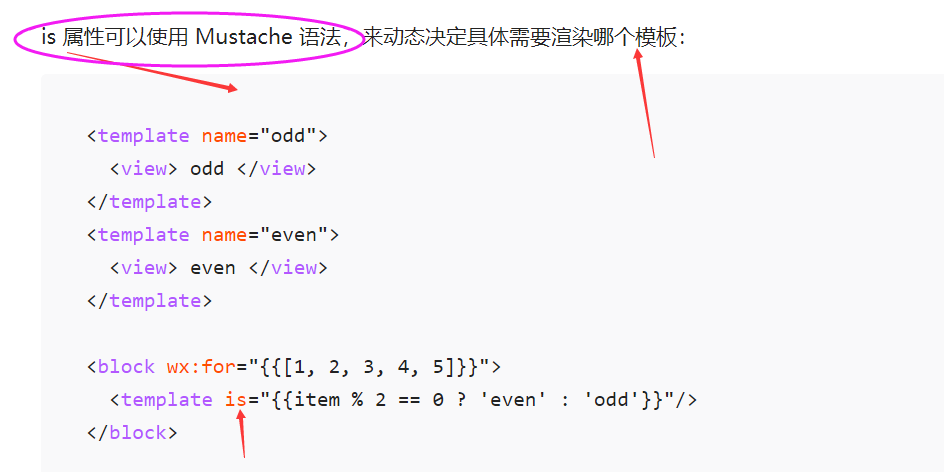 is 属性可以使用 Mustache 语法，来动态决定具体需要渲染哪个模板：
<template name="odd">
  <view> odd </view>
</template>
<template name="even">
  <view> even </view>
</template>
<block wx:for="{{[1, 2, 3, 4, 5]}}">
  <template is="{{item % 2 == 0 ? 'even' : 'odd'}}"/>
</block>